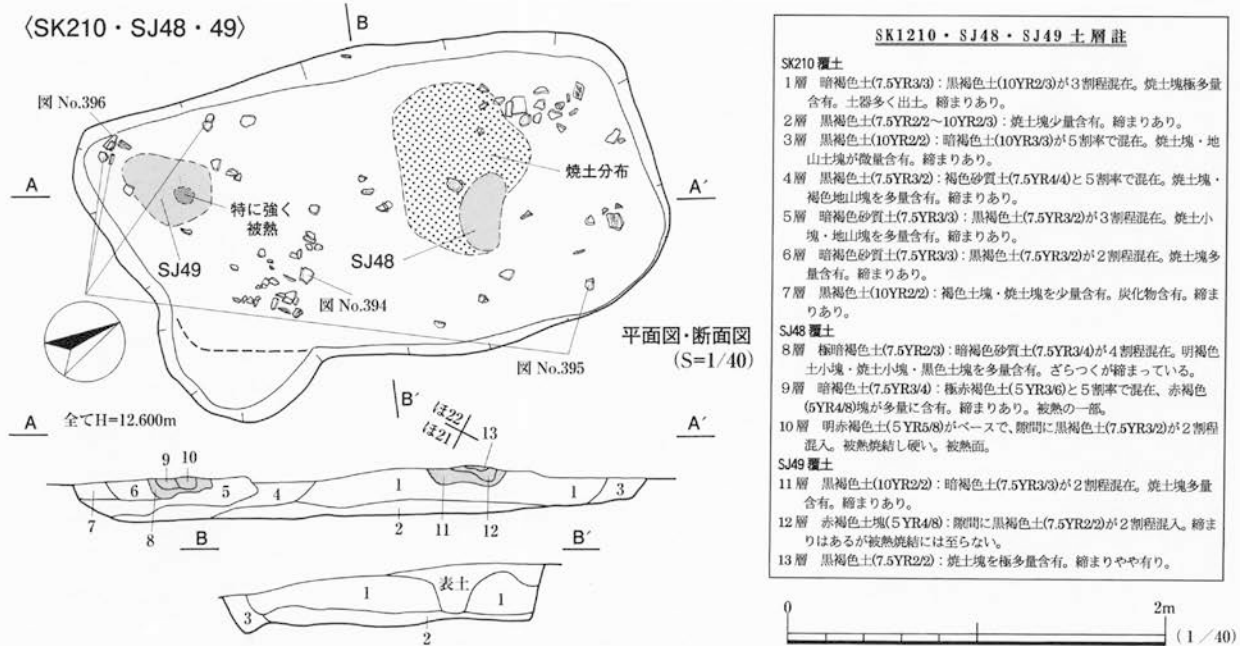 〈SK210・SJ48・49〉
B
図 No.396
A
A´
焼土分布
特に強く
被熱
SJ49
SJ48
図 No.394
図 No.395
平面図・断面図
(S=1/40)
B´
A
全てH=12.600m
ほ22
ほ21
13
A´
9 10
6 5 4 1 1 3
7 8 2 11 12
B
B´
1 表土 1
3 2
SK1210・SJ48・SJ49 土層註
SK210 覆土
1層 暗褐色土(7.5YR3/3)：黒褐色土(10YR2/3)が3割程混在。焼土塊極多量
含有。土器多く出土。締まりあり。
2層 黒褐色土(7.5YR2/2～10YR2/3)：焼土塊少量含有。締まりあり。
3層 黒褐色土(10YR2/2)：暗褐色土(10YR3/3)が5割率で混在。焼土塊・地
山土塊が微量含有。締まりあり。
4層 黒褐色土(7.5YR3/2)：褐色砂質土(7.5YR4/4)と5割率で混在。焼土塊・
褐色地山塊を多量含有。締まりあり。
5層 暗褐色砂質土(7.5YR3/3)：黒褐色土(7.5YR3/2)が3割程混在。焼土小
塊・地山塊を多量含有。締まりあり。
6層 暗褐色砂質土(7.5YR3/3)：黒褐色土(7.5YR3/2)が2割程混在。焼土塊多
量含有。締まりあり。
7層 黒褐色土(10YR2/2)：褐色土塊・焼土塊を少量含有。炭化物含有。締ま
りあり。
SJ48 覆土
8層 極暗褐色土(7.5YR2/3)：暗褐色砂質土(7.5YR3/4)が4割程混在。明褐色
土小塊・焼土小塊・黒色土塊を多量含有。ざらつくが締まっている。
9層 暗褐色土(7.5YR3/4)：極赤褐色土(5YR3/6)と5割率で混在、赤褐色
(5YR4/8)塊が多量に含有。締まりあり。被熱の一部。
10層 明赤褐色土(5YR5/8)がベースで、隙間に黒褐色土(7.5YR3/2)が2割程
混入。被熱焼結し硬い。被熱面。
SJ49 覆土
11層 黒褐色土(10YR2/2)：暗褐色土(7.5YR3/3)が2割程混在。焼土塊多量
含有。締まりあり。
12層 赤褐色土塊(5YR4/8)：隙間に黒褐色土(7.5YR2/2)が2割程混入。締ま
りはあるが被熱焼結には至らない。
13層 黒褐色土(7.5YR2/2)：焼土塊を極多量含有。締まりやや有り。
0 2m
(1/40)